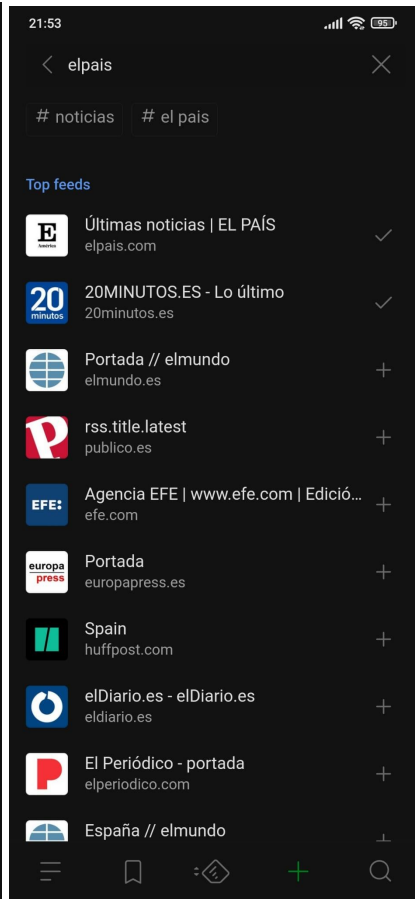 21:53
95
elpais
# noticias # el pais
Top feeds
E
América
Últimas noticias | EL PAÍS
elpais.com
20
minutos
20MINUTOS.ES - Lo último
20minutos.es
Portada // elmundo
elmundo.es
P
rss.title.latest
publico.es
EFE:
Agencia EFE | www.efe.com | Edició...
efe.com
europa
press
Portada
europapress.es
Spain
huffpost.com
elDiario.es - elDiario.es
eldiario.es
P
El Periódico - portada
elperiodico.com
España // elmundo